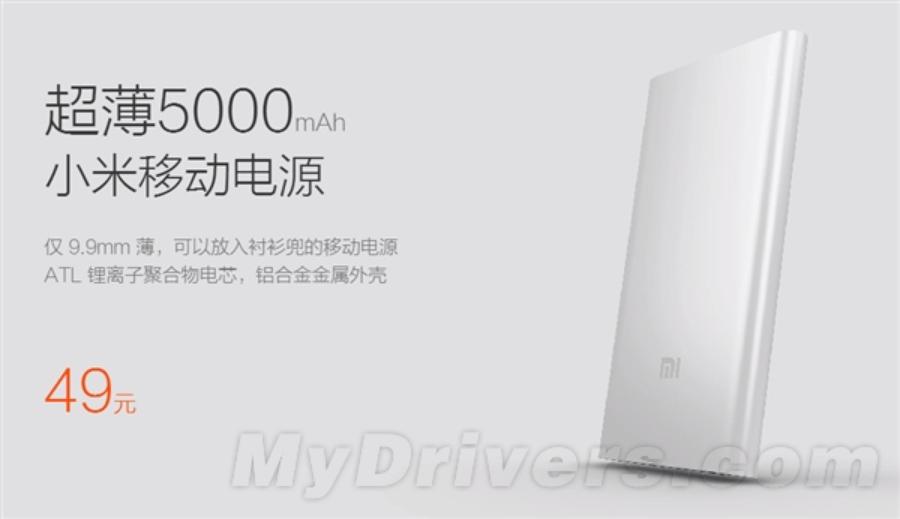 超薄5000mAh
小米移动电源
仅 9.9mm 薄，可以放入衬衫兜的移动电源
ATL 锂离子聚合物电芯，铝合金金属外壳
49元
MI
MyDrivers.com